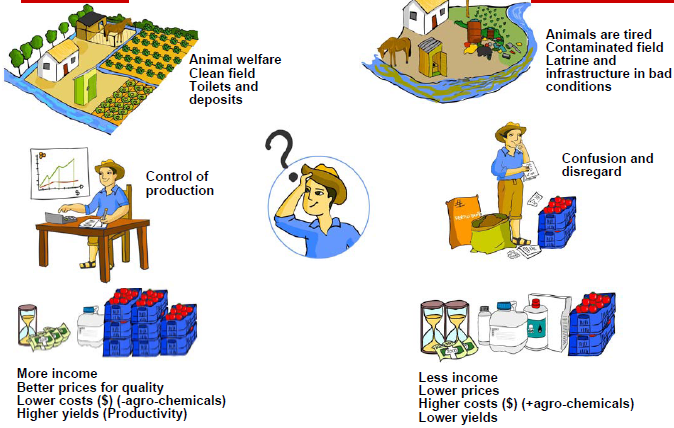 Animal welfare
Clean field
Toilets and
deposits
Animals are tired
Contaminated field
Latrine and
infrastructure in bad
conditions
Control of
production
$
?
Confusion and
disregard
More income
Better prices for quality
Lower costs ($) (-agro-chemicals)
Higher yields (Productivity)
Less income
Lower prices
Higher costs ($) (+agro-chemicals)
Lower yields